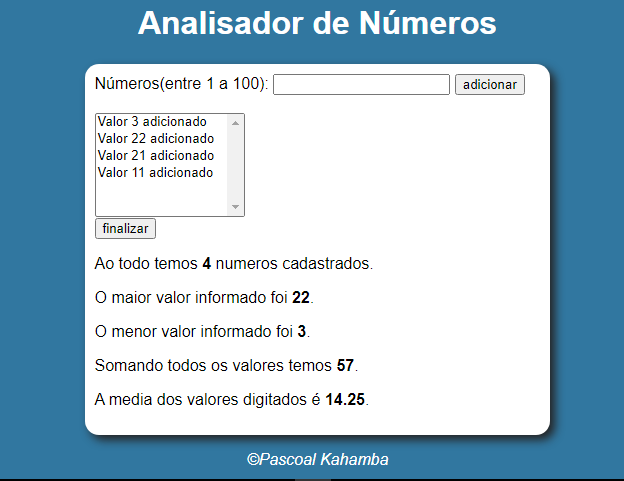 Analisador de Números
Números(entre 1 a 100): adicionar
Valor 3 adicionado
Valor 22 adicionado
Valor 21 adicionado
Valor 11 adicionado
finalizar
Ao todo temos 4 numeros cadastrados.
O maior valor informado foi 22.
O menor valor informado foi 3.
Somando todos os valores temos 57.
A media dos valores digitados é 14.25.
©Pascoal Kahamba